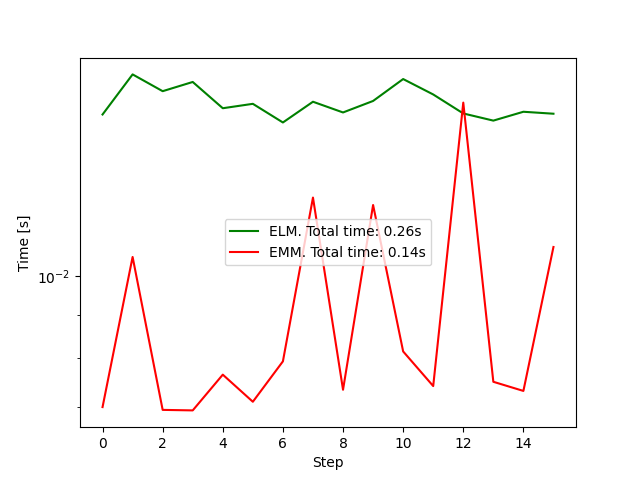 Time [s]
10⁻²
ELM. Total time: 0.26s
EMM. Total time: 0.14s
0 2 4 6 8 10 12 14
Step